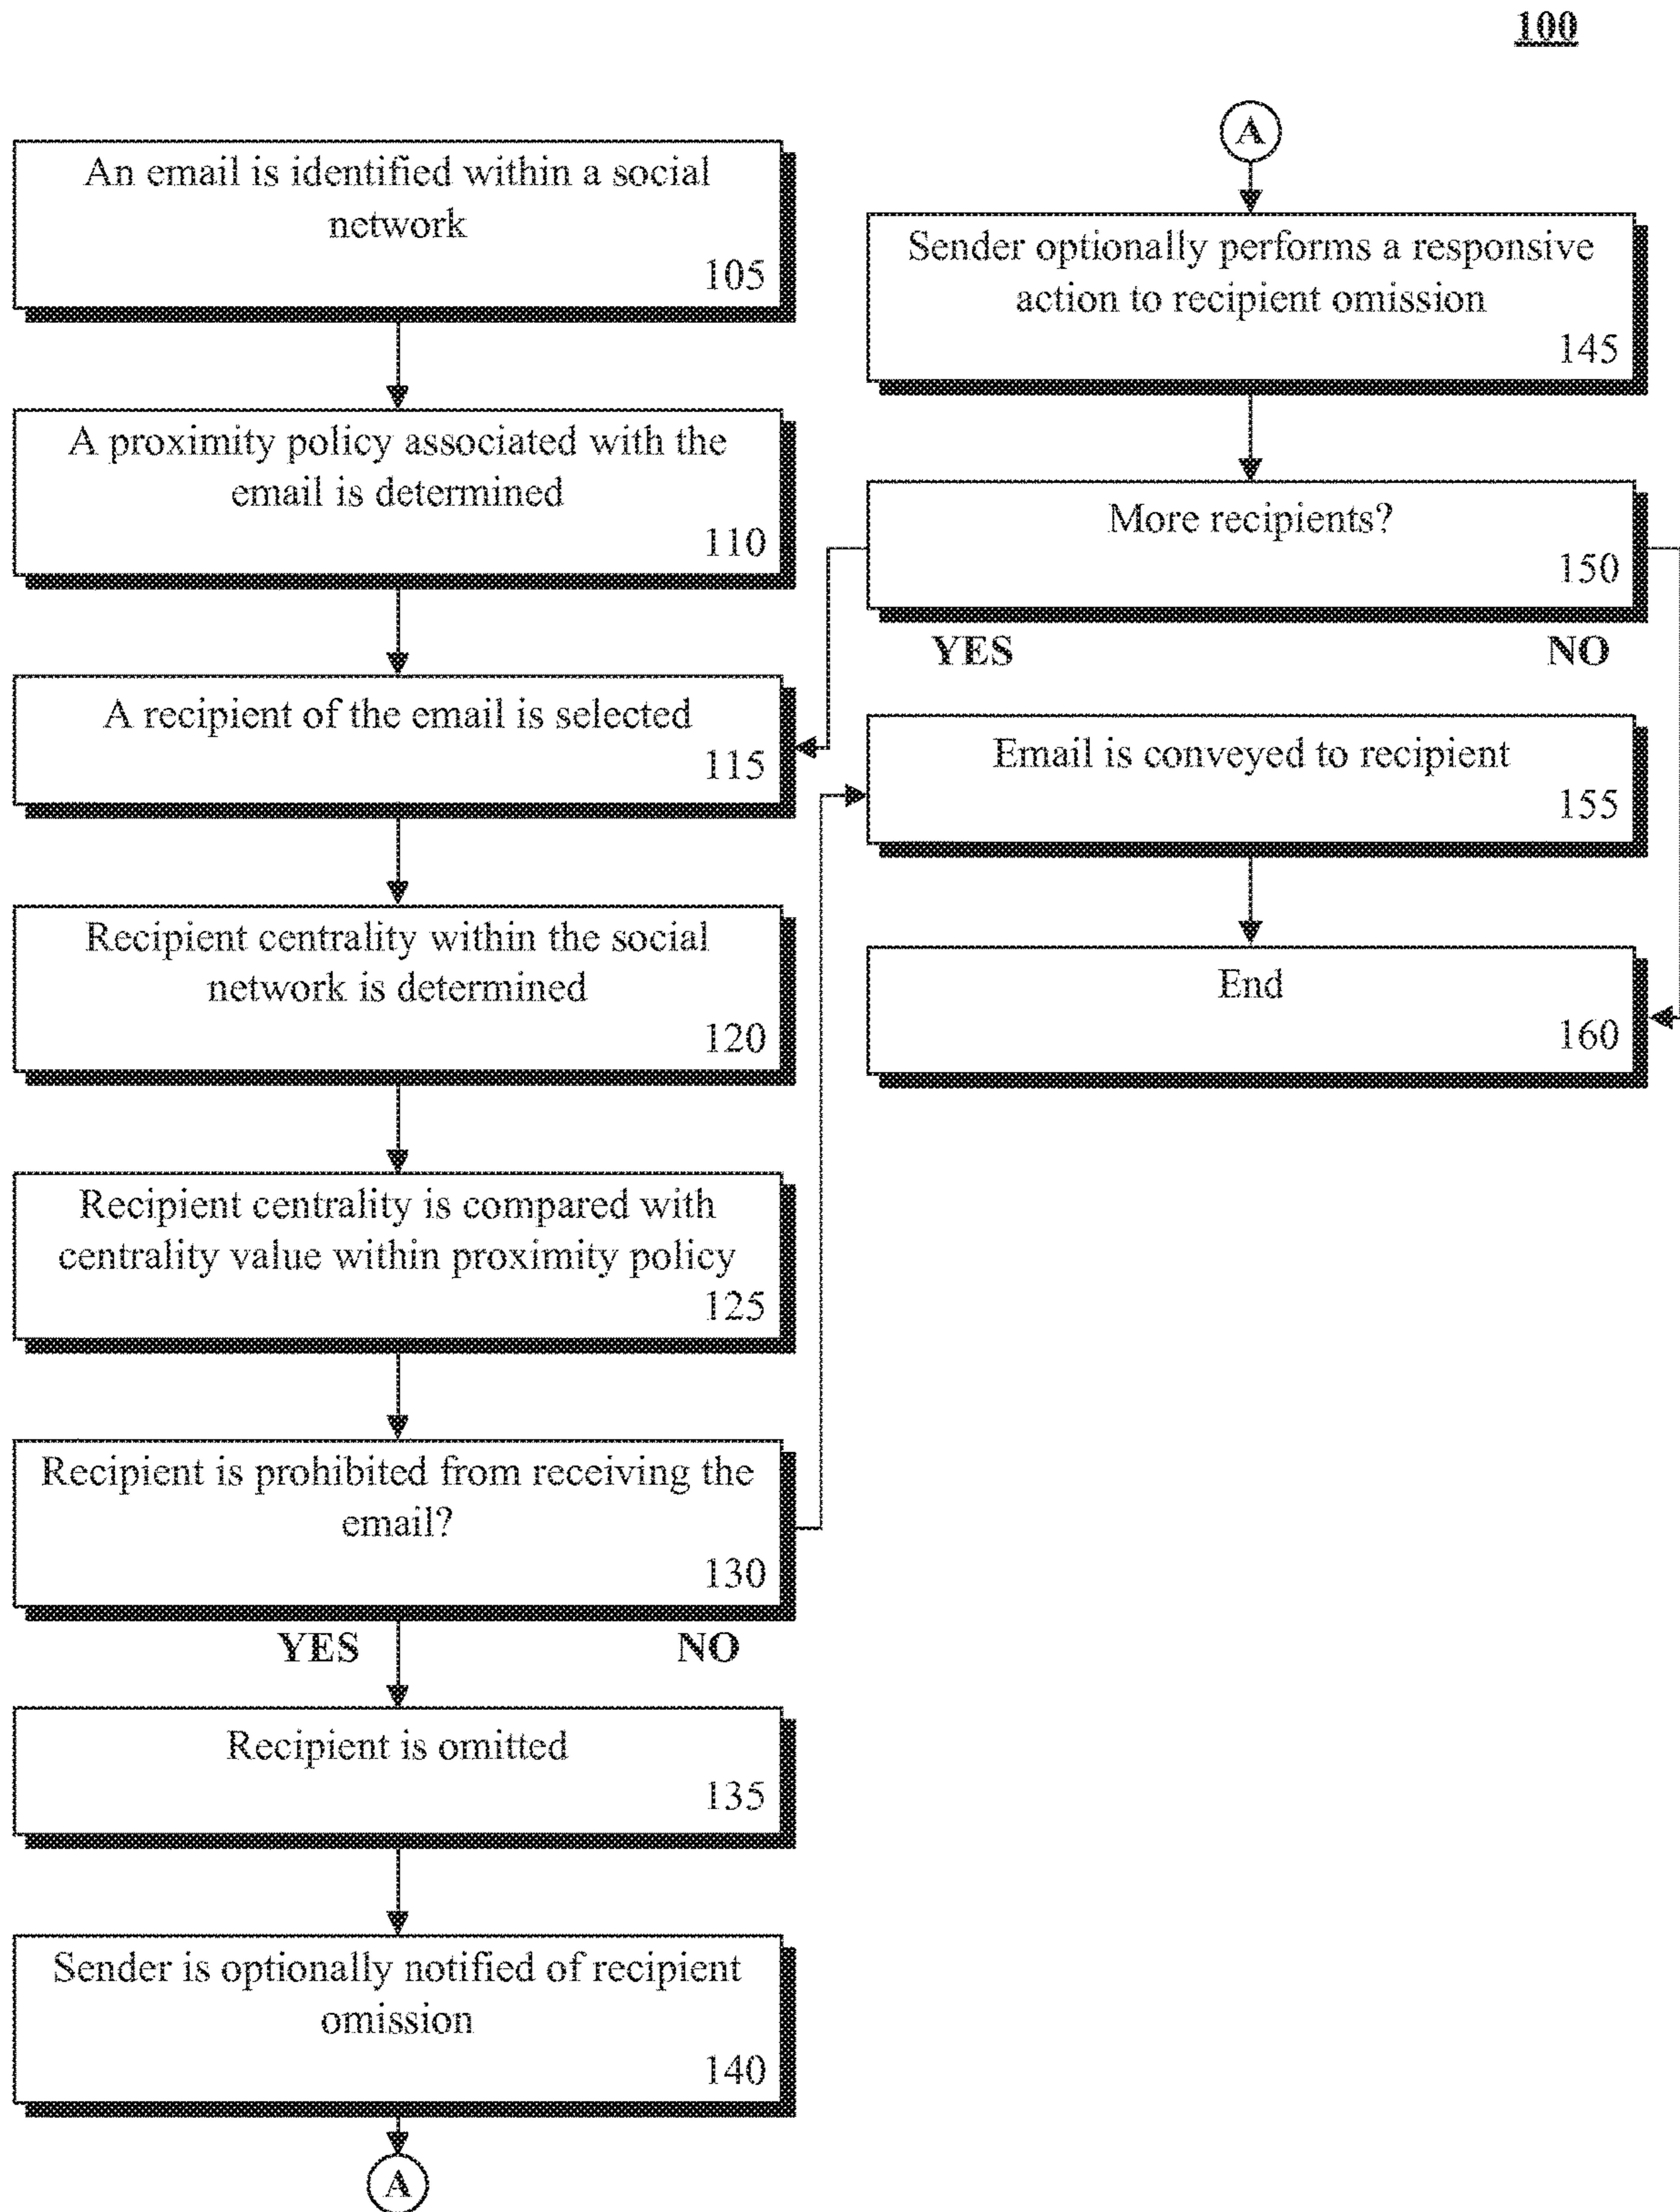 100
An email is identified within a social
network
105
A proximity policy associated with the
email is determined
110
A recipient of the email is selected
115
Recipient centrality within the social
network is determined
120
Recipient centrality is compared with
centrality value within proximity policy
125
Recipient is prohibited from receiving the
email?
130
YES NO
Recipient is omitted
135
Sender is optionally notified of recipient
omission
140
A
A
Sender optionally performs a responsive
action to recipient omission
145
More recipients?
150
YES NO
Email is conveyed to recipient
155
End
160